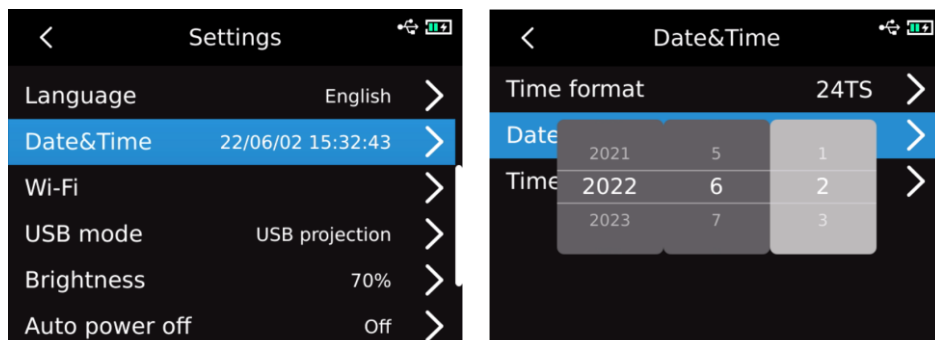 Settings
Language English
Date&Time 22/06/02 15:32:43
Wi-Fi
USB mode USB projection
Brightness 70%
Auto power off Off
Date&Time
Time format 24TS
Date
2021 5 1
Time
2022 6 2
2023 7 3